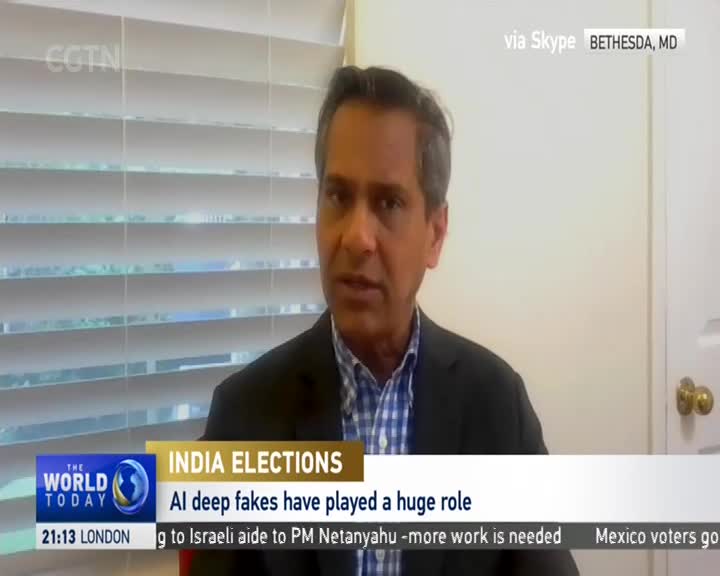 CGTN
via Skype BETHESDA, MD
INDIA ELECTIONS
THE
WORLD
TODAY
AI deep fakes have played a huge role
21:13 LONDON
g to Israeli aide to PM Netanyahu -more work is needed Mexico voters go